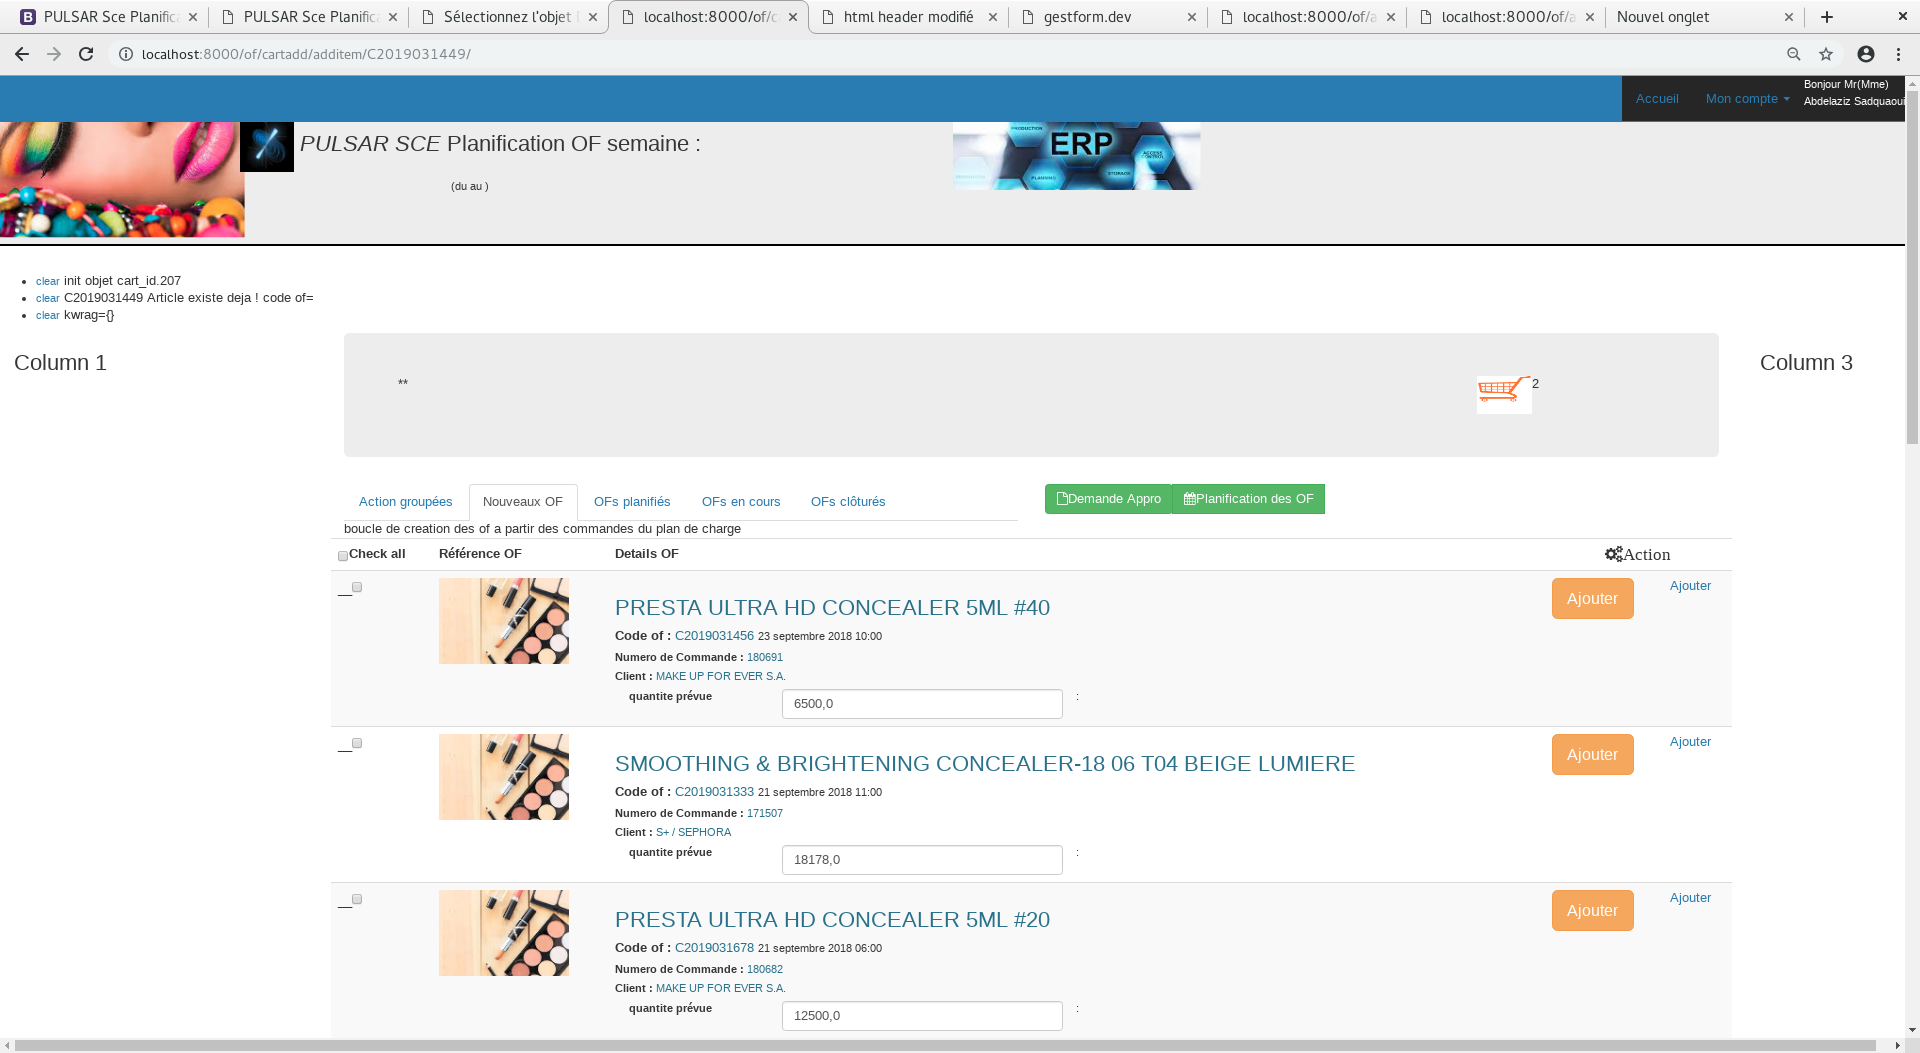 PULSAR Sce Planific
PULSAR Sce Planific
Sélectionnez l'objet
localhost:8000/of/c
html header modifié
gestform.dev
localhost:8000/of/a
localhost:8000/of/a
Nouvel onglet
localhost:8000/of/cartadd/additem/C2019031449/
Accueil
Mon compte
Bonjour Mr(Mme)
Abdelaziz Sadquaoui
PULSAR SCE Planification OF semaine :
(du au )
PRODUCTION
ERP
ACCESS CONTROL
PLANNING
STORAGE
clear init objet cart_id.207
clear C2019031449 Article existe deja ! code of=
clear kwrag={}
Column 1
**
2
Column 3
Action groupées
Nouveaux OF
OFs planifiés
OFs en cours
OFs clôturés
Demande Appro
Planification des OF
boucle de creation des of a partir des commandes du plan de charge
Check all
Référence OF
Details OF
Action
__
PRESTA ULTRA HD CONCEALER 5ML #40
Code of : C2019031456 23 septembre 2018 10:00
Numero de Commande : 180691
Client : MAKE UP FOR EVER S.A.
quantite prévue
6500,0
:
Ajouter
Ajouter
__
SMOOTHING & BRIGHTENING CONCEALER-18 06 T04 BEIGE LUMIERE
Code of : C2019031333 21 septembre 2018 11:00
Numero de Commande : 171507
Client : S+ / SEPHORA
quantite prévue
18178,0
:
Ajouter
Ajouter
__
PRESTA ULTRA HD CONCEALER 5ML #20
Code of : C2019031678 21 septembre 2018 06:00
Numero de Commande : 180682
Client : MAKE UP FOR EVER S.A.
quantite prévue
12500,0
:
Ajouter
Ajouter